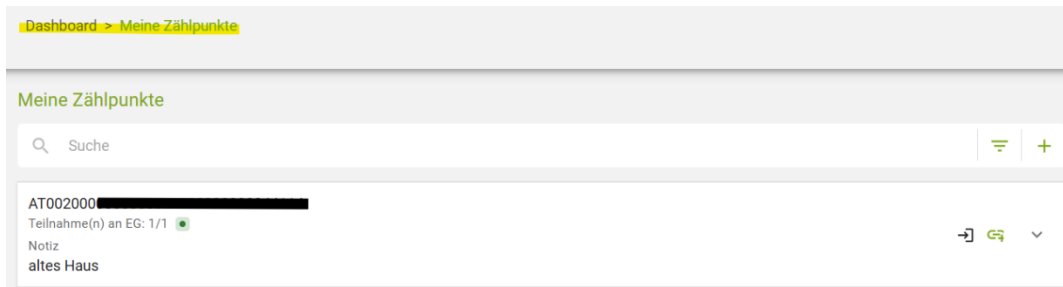 Dashboard > Meine Zählpunkte
Meine Zählpunkte
Suche
AT002000
Teilnahme(n) an EG: 1/1
Notiz
altes Haus